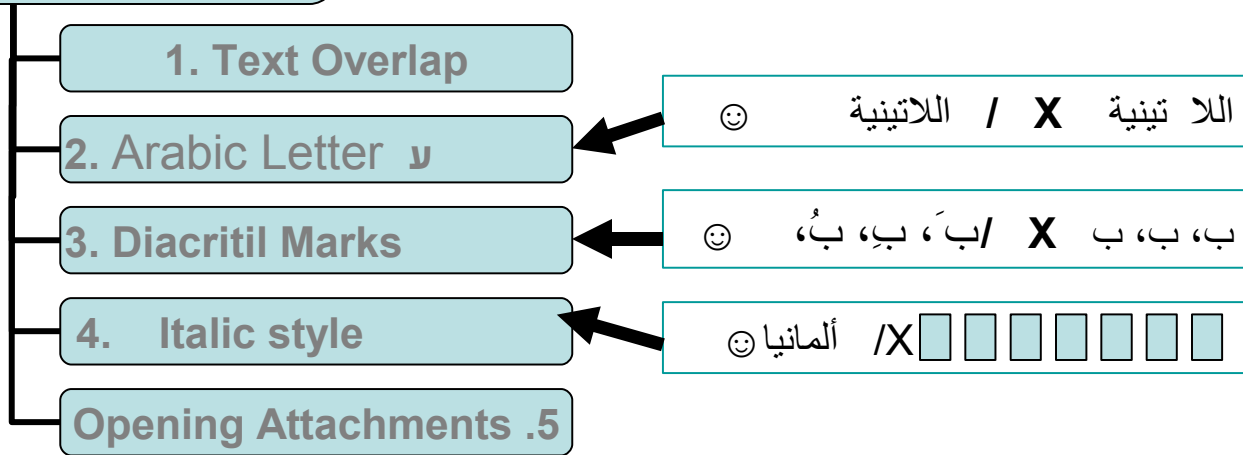 1. Text Overlap
2. Arabic Letter ע
3. Diacritil Marks
4. Italic style
Opening Attachments .5
اللا تينية X / اللاتينية ☺
ب، ب، ب X /بَ ، بِ، بُ، ☺
X/ ألمانيا☺